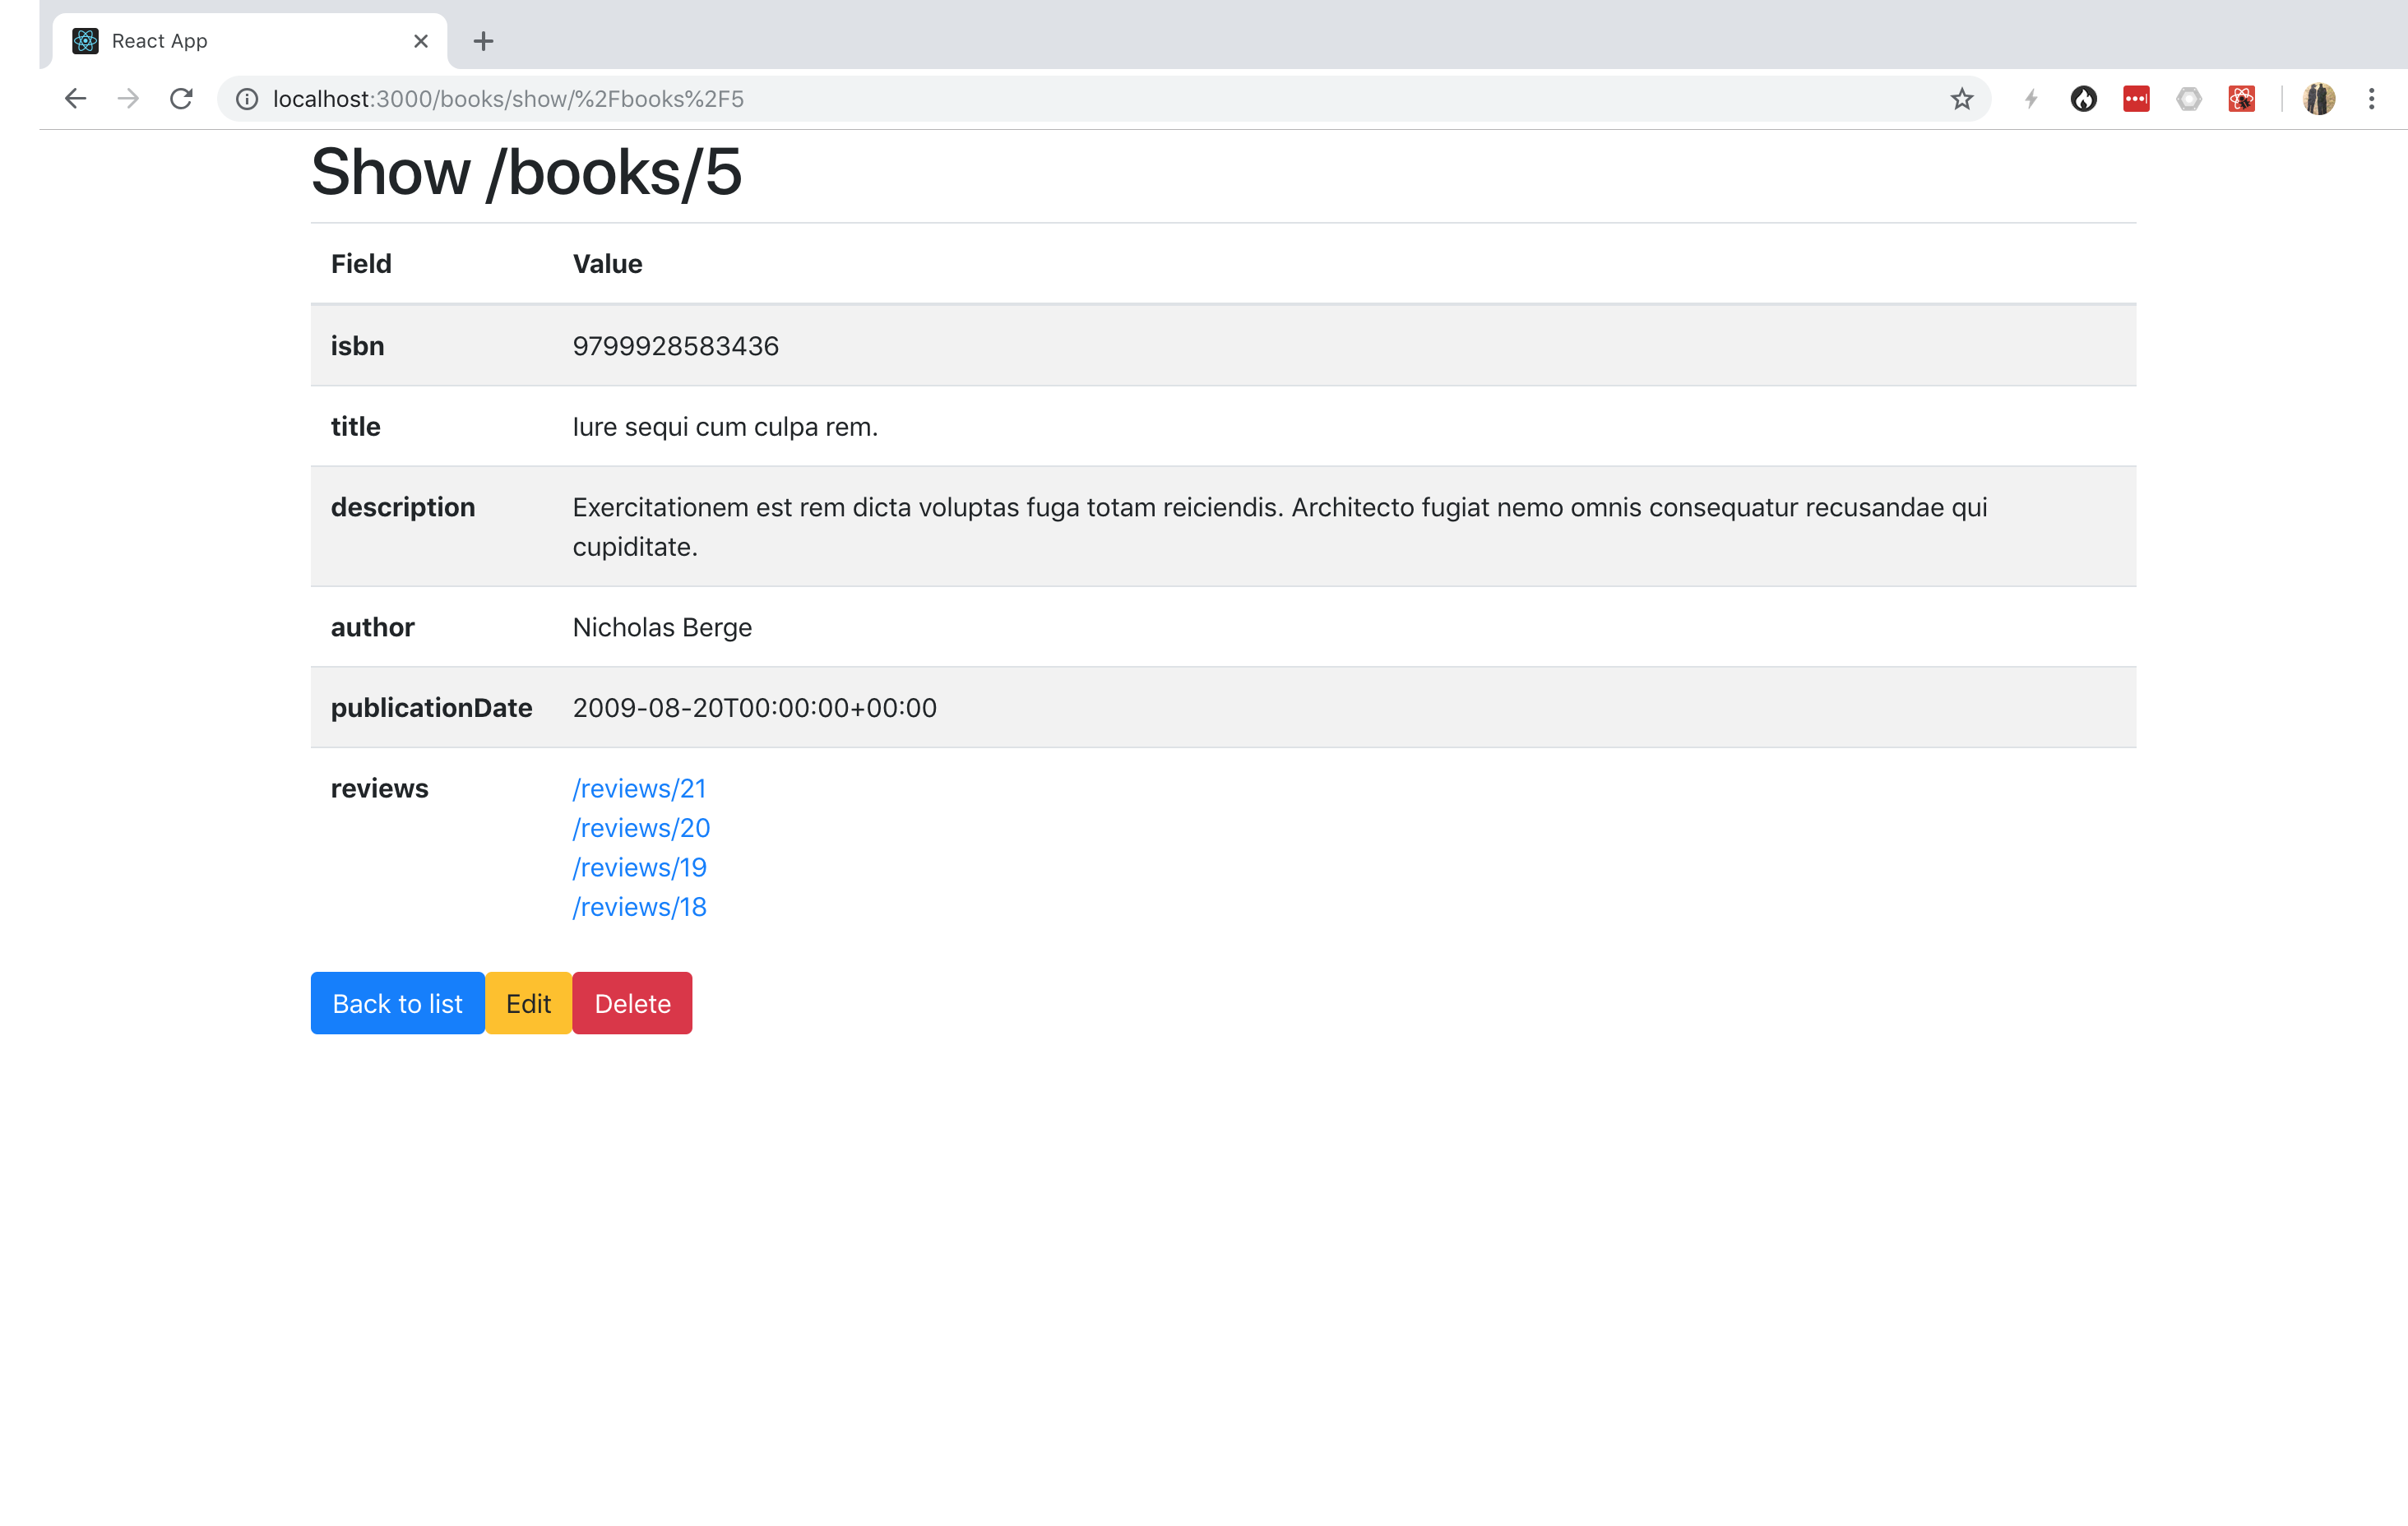 React App
localhost:3000/books/show/%2Fbooks%2F5
Show /books/5
Field Value
isbn 9799928583436
title Iure sequi cum culpa rem.
description Exercitationem est rem dicta voluptas fuga totam reiciendis. Architecto fugiat nemo omnis consequatur recusandae qui
cupiditate.
author Nicholas Berge
publicationDate 2009-08-20T00:00:00+00:00
reviews /reviews/21
/reviews/20
/reviews/19
/reviews/18
Back to list Edit Delete